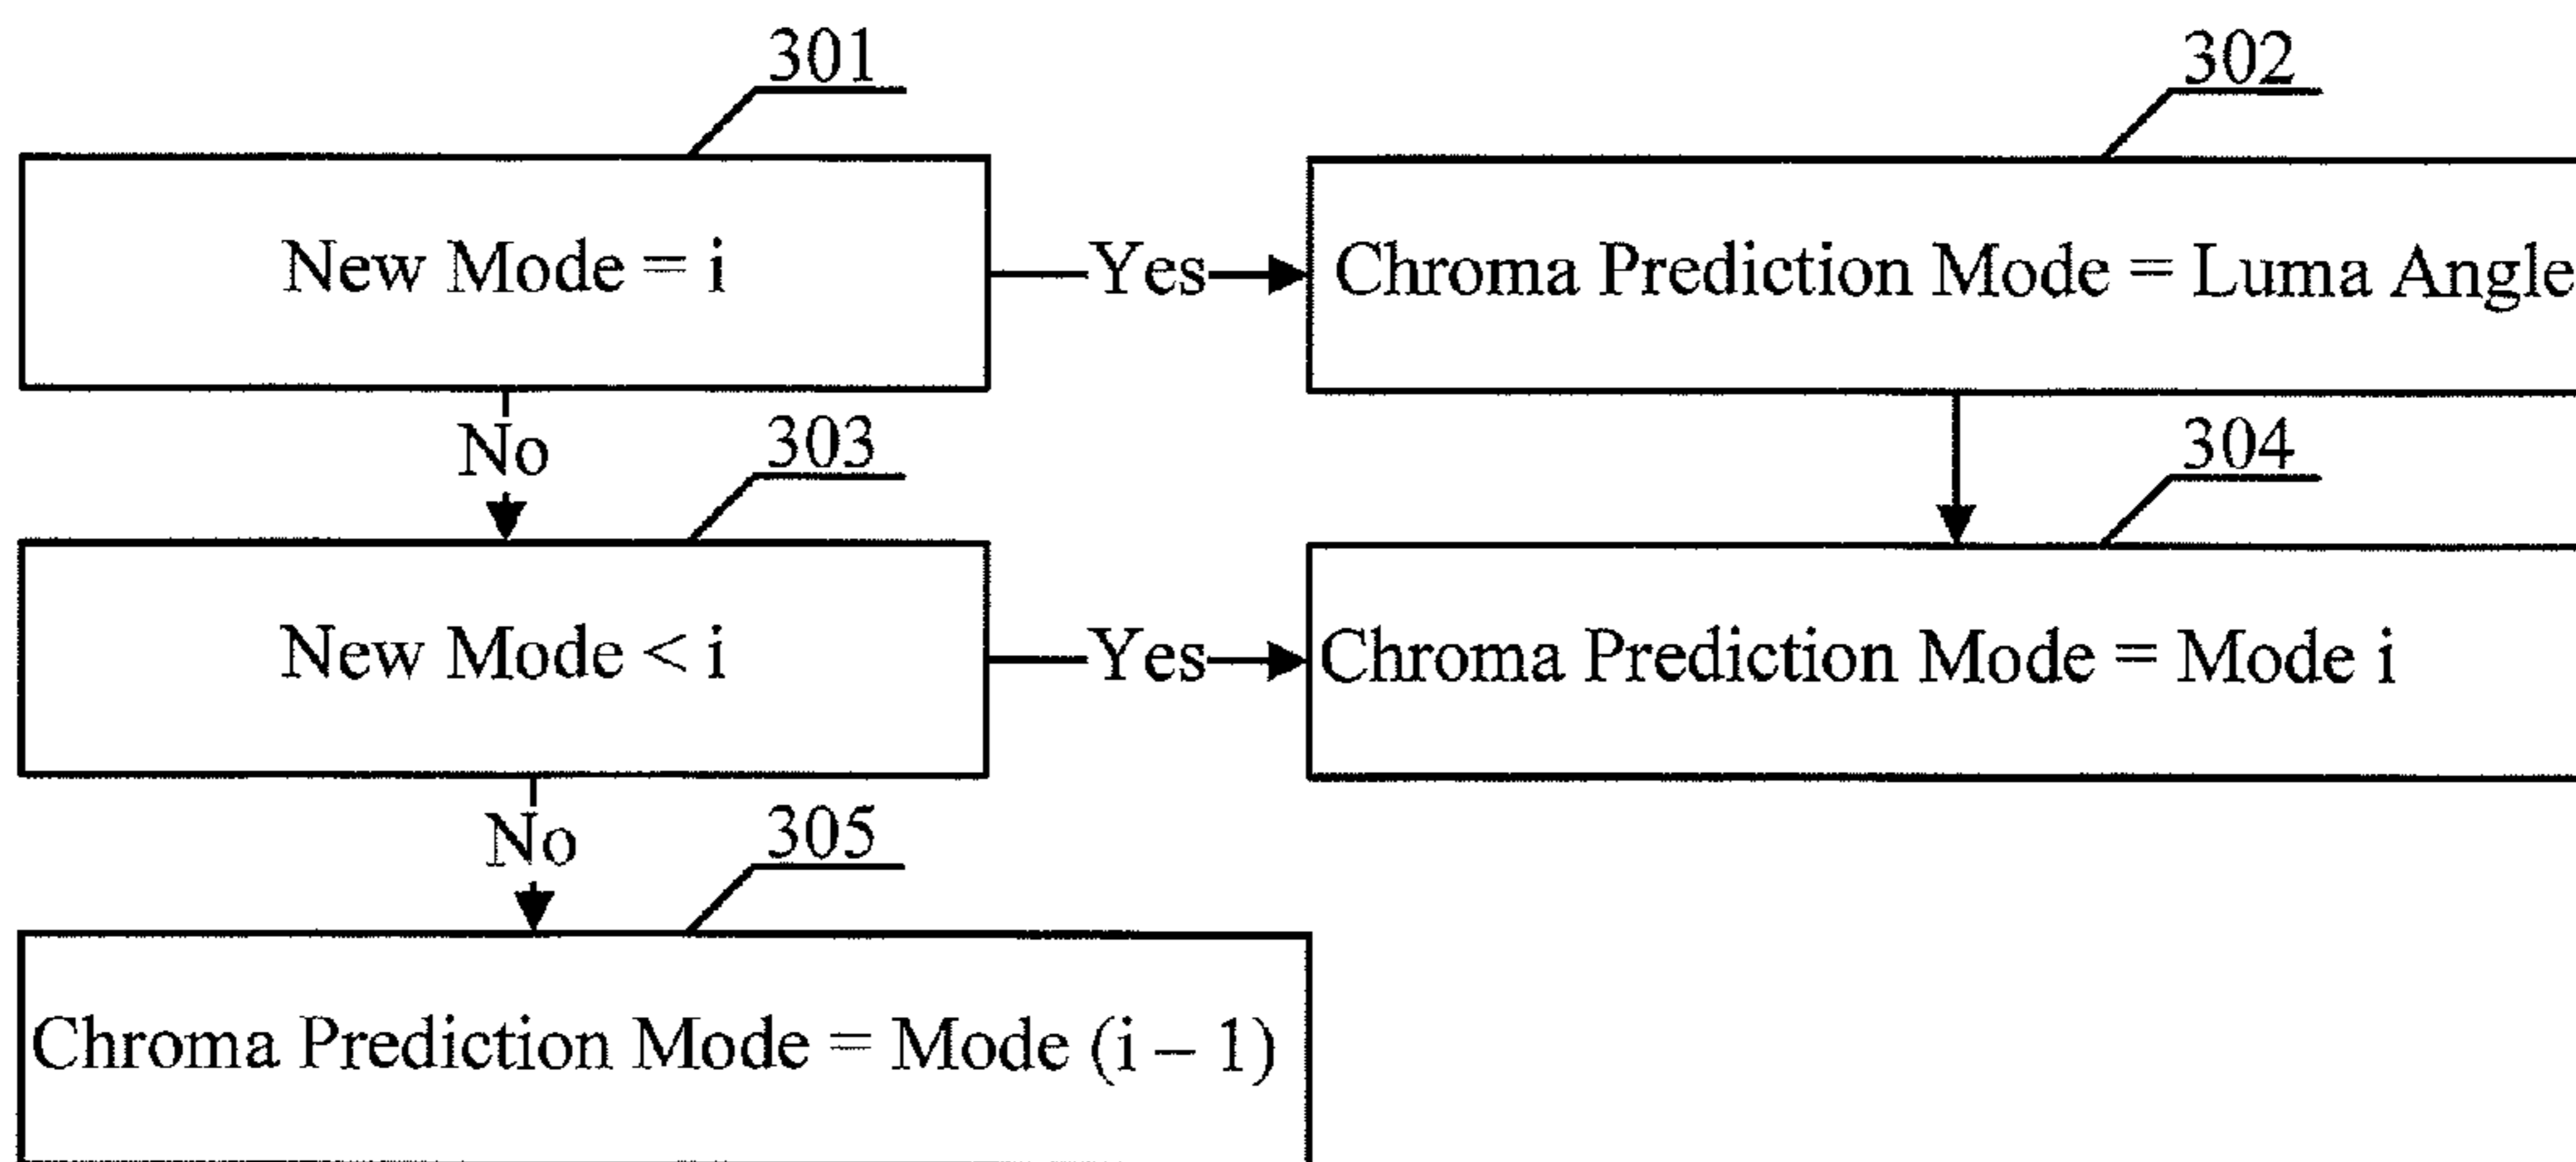 301
302
New Mode = i
Yes
Chroma Prediction Mode = Luma Angle
No
303
304
New Mode < i
Yes
Chroma Prediction Mode = Mode i
No
305
Chroma Prediction Mode = Mode (i – 1)